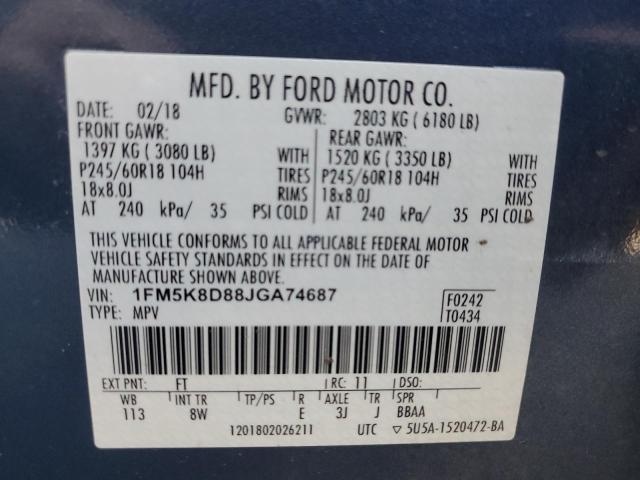 MFD. BY FORD MOTOR CO.
DATE: 02/18 GVWR: 2803 KG ( 6180 LB)
FRONT GAWR: REAR GAWR:
1397 KG ( 3080 LB) WITH 1520 KG ( 3350 LB) WITH
P245/60R18 104H TIRES P245/60R18 104H TIRES
18x8.0J RIMS 18x8.0J RIMS
AT 240 kPa/ 35 PSI COLD AT 240 kPa/ 35 PSI COLD
THIS VEHICLE CONFORMS TO ALL APPLICABLE FEDERAL MOTOR
VEHICLE SAFETY STANDARDS IN EFFECT ON THE DATE OF
MANUFACTURE SHOWN ABOVE.
VIN: 1FM5K8D88JGA74687 F0242
TYPE: MPV T0434
EXT PNT: FT RC: 11 DSO:
WB INT TR TP/PS R AXLE TR SPR
113 8W E 3J J BBAA
1201802026211 UTC ▽ 5U5A-1520472-BA